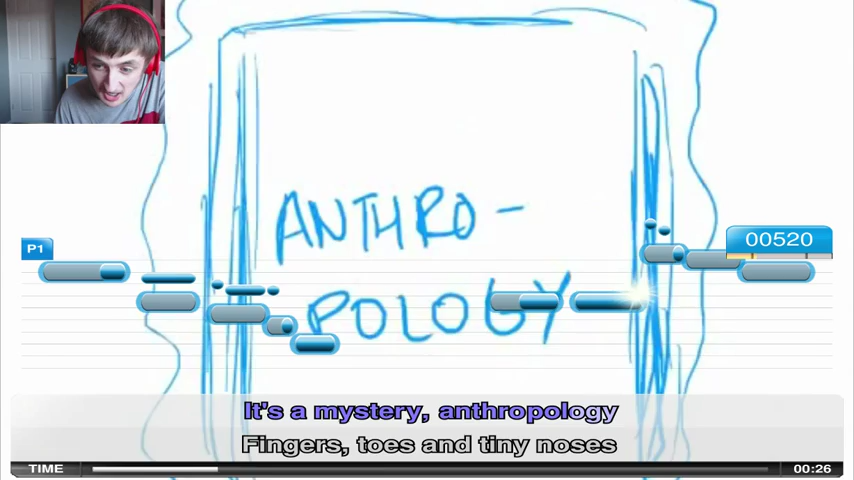 ANTHRO-
P1
00520
POLOGY
It's a mystery, anthropology
Fingers, toes and tiny noses
TIME
00:26